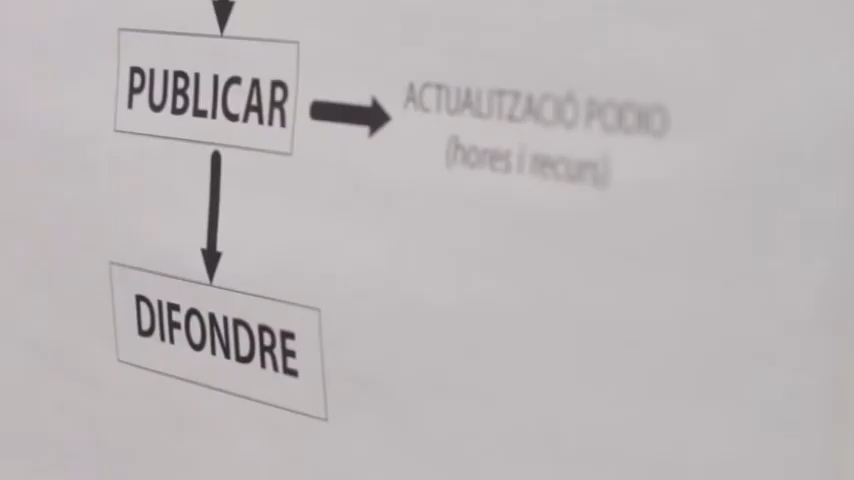 PUBLICAR
ACTUALITZACIÓ PODIO
(hores i recurs)
DIFONDRE